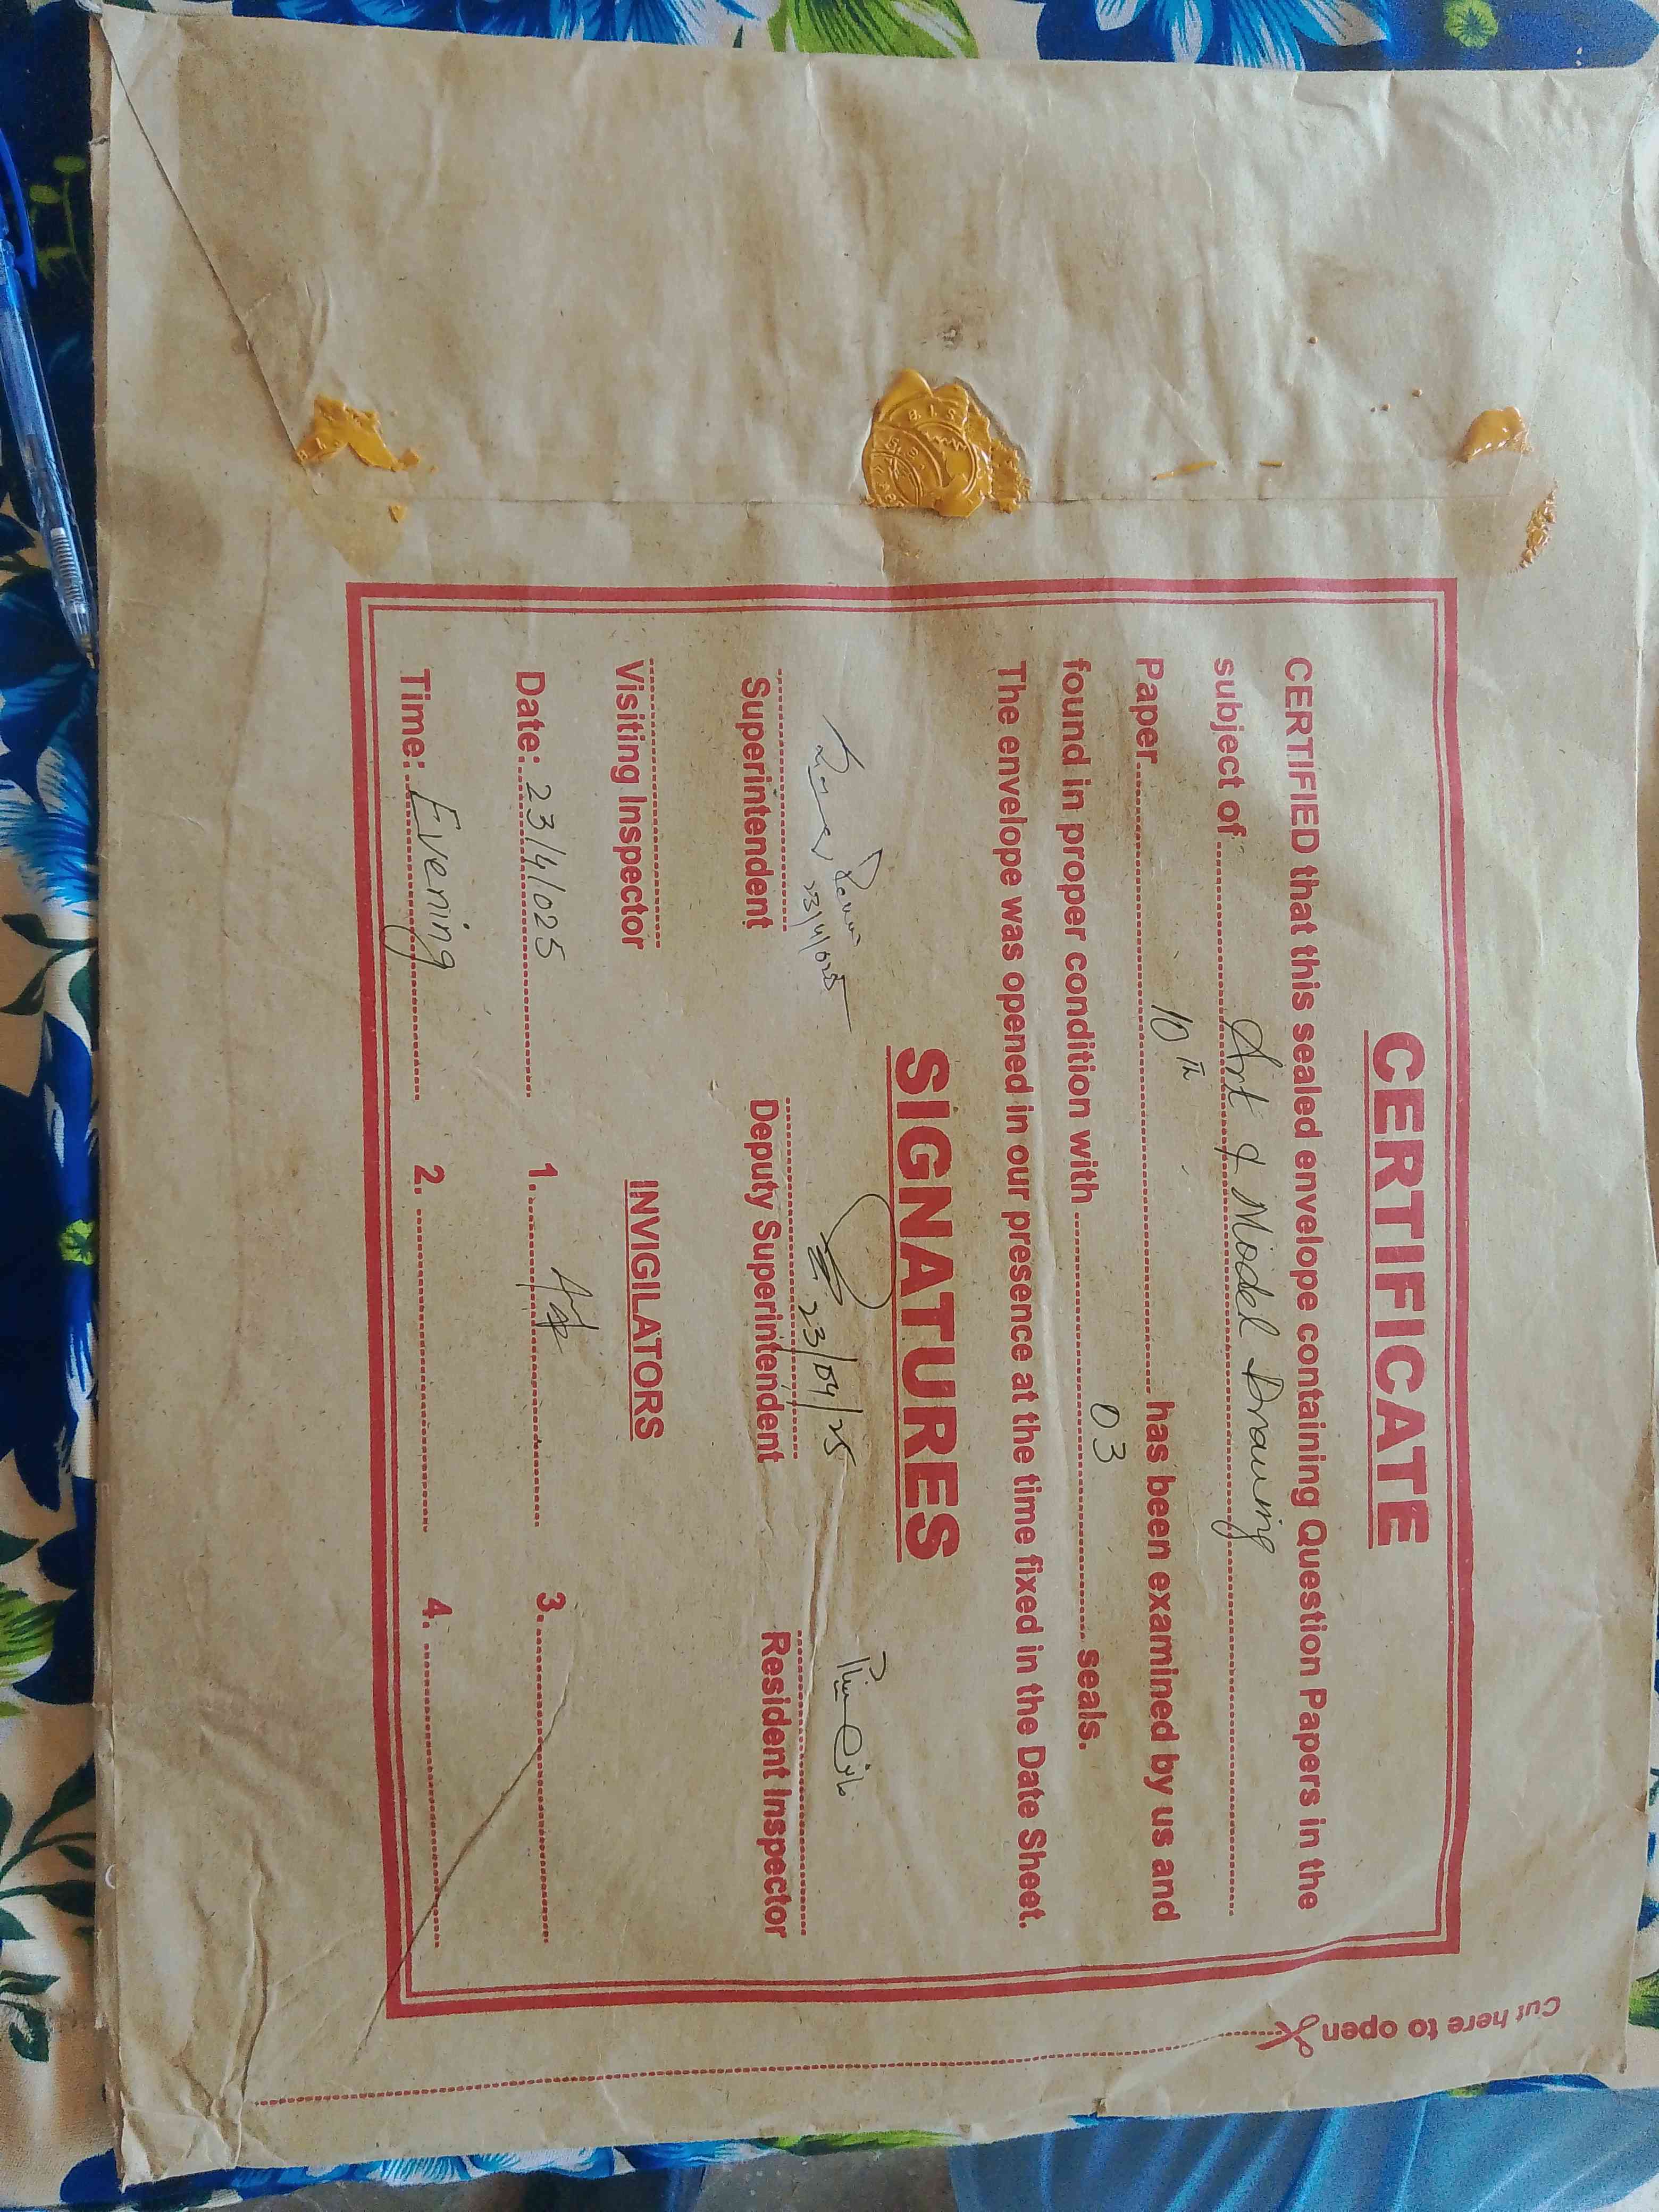 CERTIFICATE
CERTIFIED that this sealed envelope containing Question Papers in the
subject of Art & Model Drawing
Paper 10th has been examined by us and
found in proper condition with 03 seals.
The envelope was opened in our presence at the time fixed in the Date Sheet.
SIGNATURES
23/4/025 23/04/25
Superintendent Deputy Superintendent Resident Inspector
Visiting Inspector INVIGILATORS
Date: 23/4/025 1. 3.
Time: Evening 2. 4.
Cut here to open